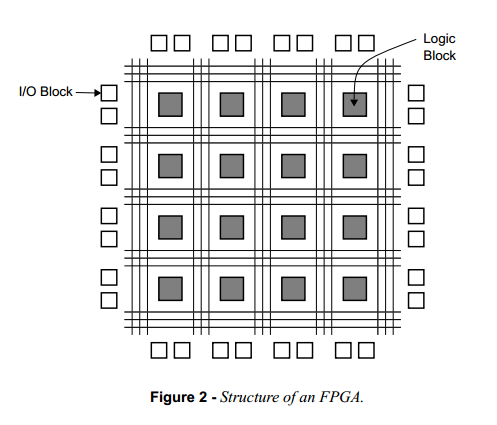 Logic
Block
I/O Block
Figure 2 - Structure of an FPGA.